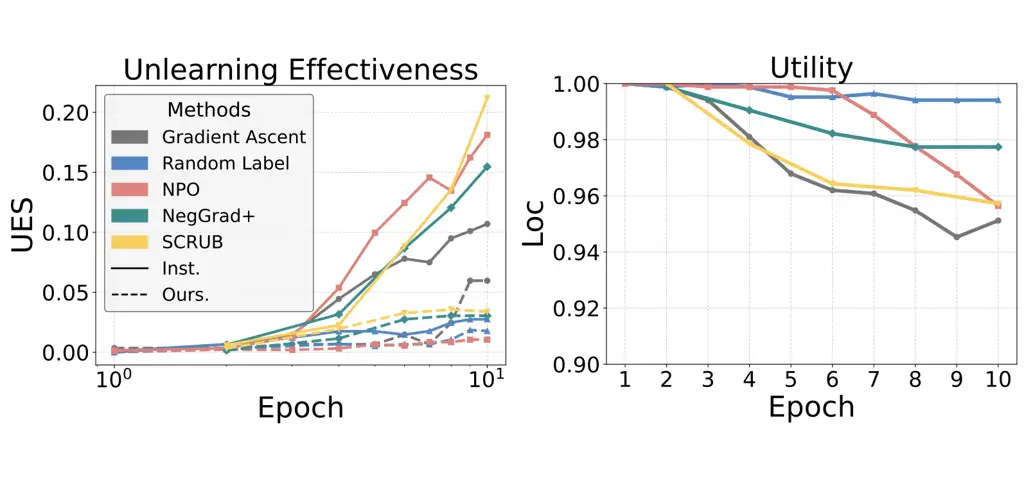 Unlearning Effectiveness
UES
0.20
0.15
0.10
0.05
0.00
Methods
Gradient Ascent
Random Label
NPO
NegGrad+
SCRUB
Inst.
Ours.
10⁰ 10¹
Epoch
Utility
Loc
1.00
0.98
0.96
0.94
0.92
0.90
1 2 3 4 5 6 7 8 9 10
Epoch